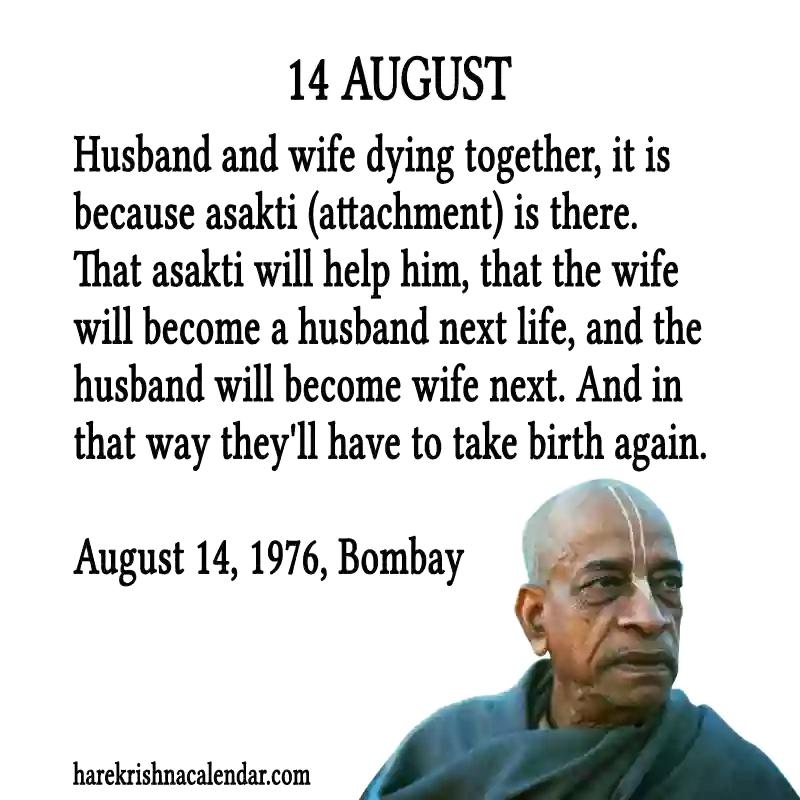 14 AUGUST
Husband and wife dying together, it is
because asakti (attachment) is there.
That asakti will help him, that the wife
will become a husband next life, and the
husband will become wife next. And in
that way they'll have to take birth again.
August 14, 1976, Bombay
harekrishnacalendar.com